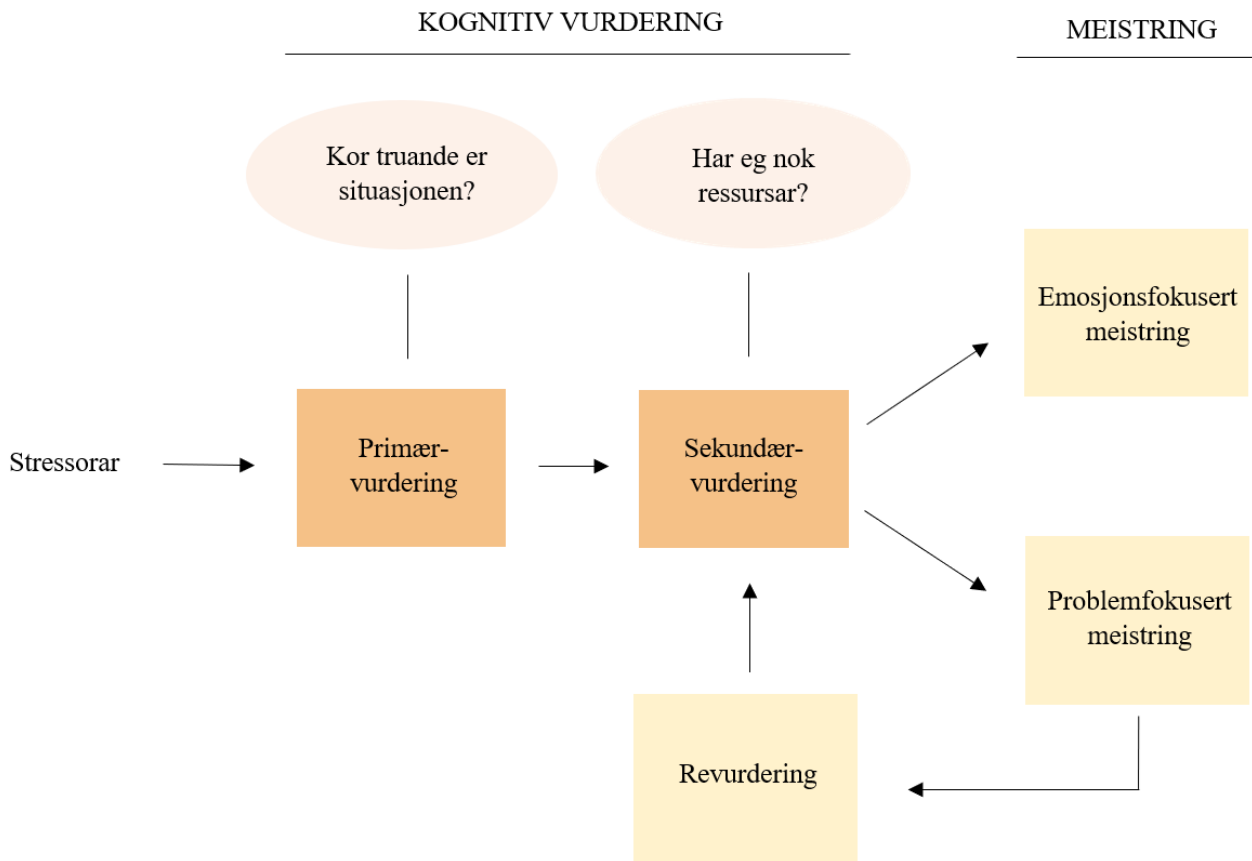 KOGNITIV VURDERING
MEISTRING
Kor truande er
situasjonen?
Har eg nok
ressursar?
Emosjonsfokusert
meistring
Stressorar
Primær-
vurdering
Sekundær-
vurdering
Problemfokusert
meistring
Revurdering